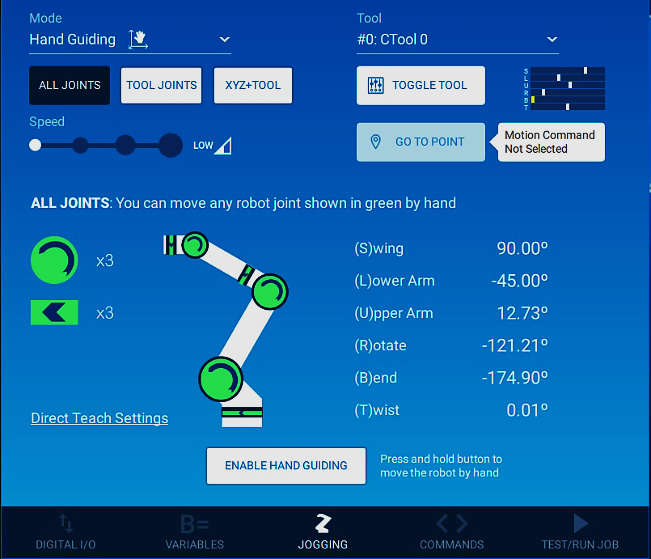 Mode
Hand Guiding
Tool
#0: CTool 0
ALL JOINTS
TOOL JOINTS
XYZ+TOOL
TOGGLE TOOL
S
L
U
R
B
T
Speed
LOW
GO TO POINT
Motion Command
Not Selected
ALL JOINTS: You can move any robot joint shown in green by hand
x3
x3
(S)wing 90.00º
(L)ower Arm -45.00º
(U)pper Arm 12.73º
(R)otate -121.21º
(B)end -174.90º
(T)wist 0.01º
Direct Teach Settings
ENABLE HAND GUIDING
Press and hold button to
move the robot by hand
B=
DIGITAL I/O
VARIABLES
JOGGING
COMMANDS
TEST/RUN JOB